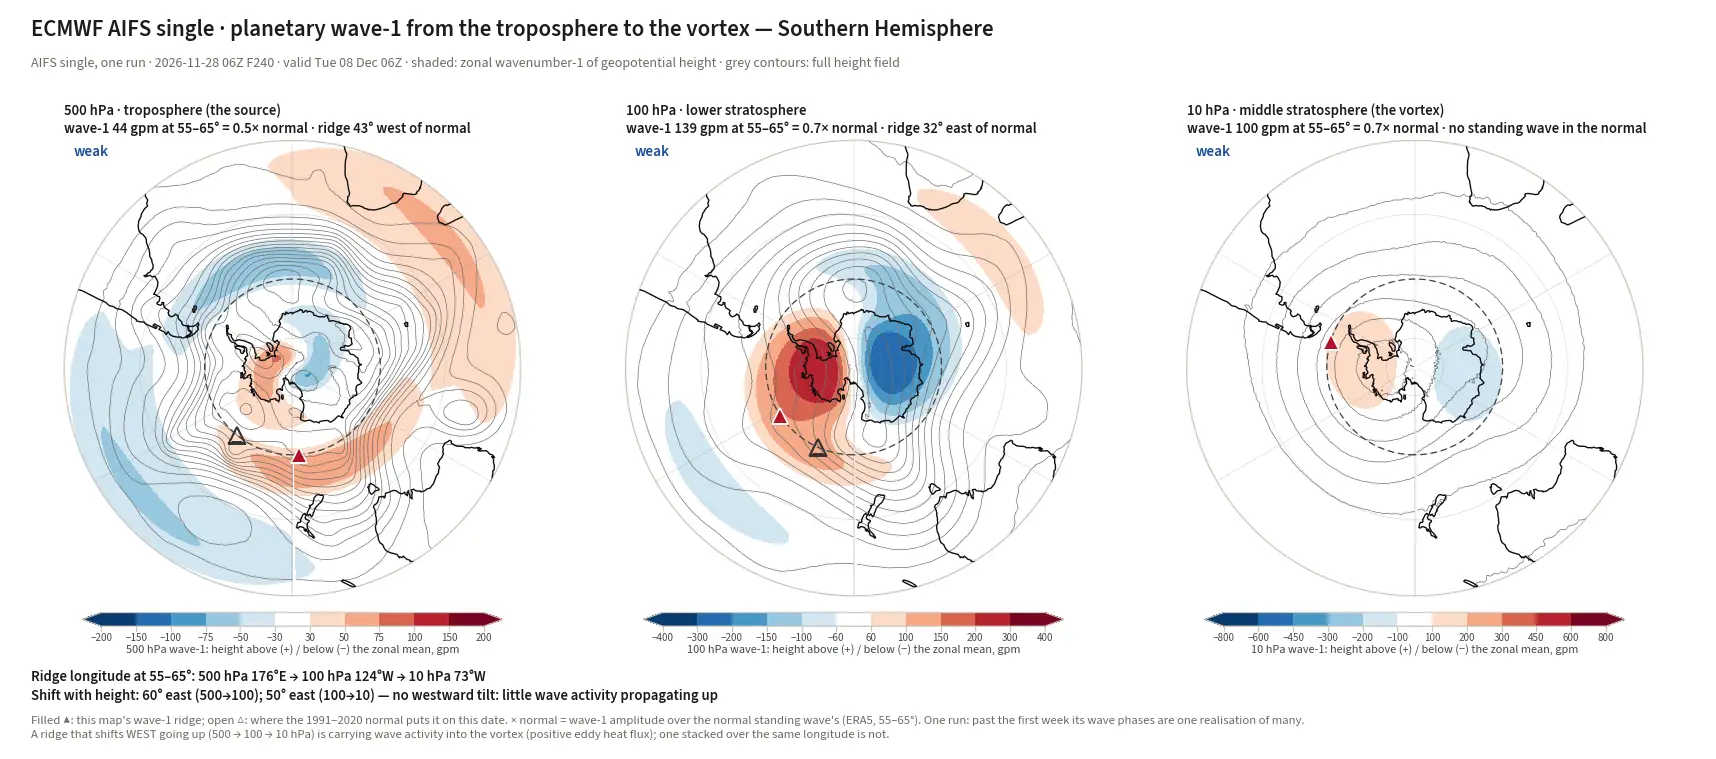 ECMWF AIFS single · planetary wave-1 from the troposphere to the vortex — Southern Hemisphere
AIFS single, one run · 2026-11-28 06Z F240 · valid Tue 08 Dec 06Z · shaded: zonal wavenumber-1 of geopotential height · grey contours: full height field
500 hPa · troposphere (the source)
wave-1 44 gpm at 55–65° = 0.5× normal · ridge 43° west of normal
weak
100 hPa · lower stratosphere
wave-1 139 gpm at 55–65° = 0.7× normal · ridge 32° east of normal
weak
10 hPa · middle stratosphere (the vortex)
wave-1 100 gpm at 55–65° = 0.7× normal · no standing wave in the normal
weak
−200 −150 −100 −75 −50 −30 30 50 75 100 150 200
500 hPa wave-1: height above (+) / below (−) the zonal mean, gpm
−400 −300 −200 −150 −100 −60 60 100 150 200 300 400
100 hPa wave-1: height above (+) / below (−) the zonal mean, gpm
−800 −600 −450 −300 −200 −100 100 200 300 450 600 800
10 hPa wave-1: height above (+) / below (−) the zonal mean, gpm
Ridge longitude at 55–65°: 500 hPa 176°E → 100 hPa 124°W → 10 hPa 73°W
Shift with height: 60° east (500→100); 50° east (100→10) — no westward tilt: little wave activity propagating up
Filled ▲: this map's wave-1 ridge; open △: where the 1991–2020 normal puts it on this date. × normal = wave-1 amplitude over the normal standing wave's (ERA5, 55–65°). One run: past the first week its wave phases are one realisation of many.
A ridge that shifts WEST going up (500 → 100 → 10 hPa) is carrying wave activity into the vortex (positive eddy heat flux); one stacked over the same longitude is not.